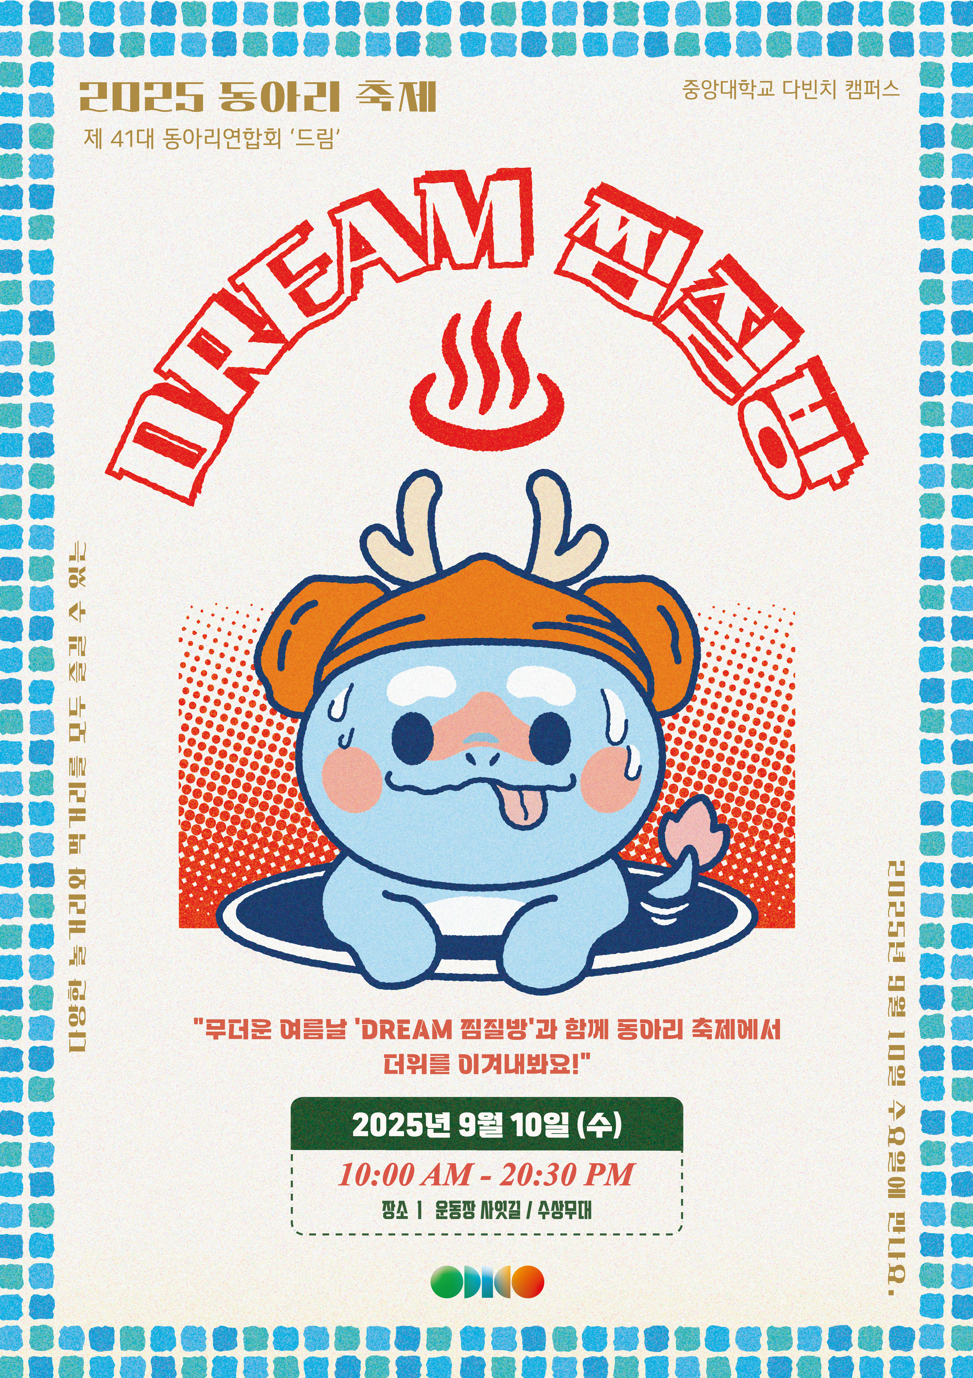 2025 동아리 축제
제 41대 동아리연합회 ‘드림’
중앙대학교 다빈치 캠퍼스
DREAM 찜질방
다양한 놀거리와 먹거리를 모두 즐길 수 있는
"무더운 여름날 'DREAM 찜질방'과 함께 동아리 축제에서
더위를 이겨내봐요!"
2025년 9월 10일 (수)
10:00 AM - 20:30 PM
장소 | 운동장 사잇길 / 수상무대
2025년 9월 10일 수요일에 만나요.